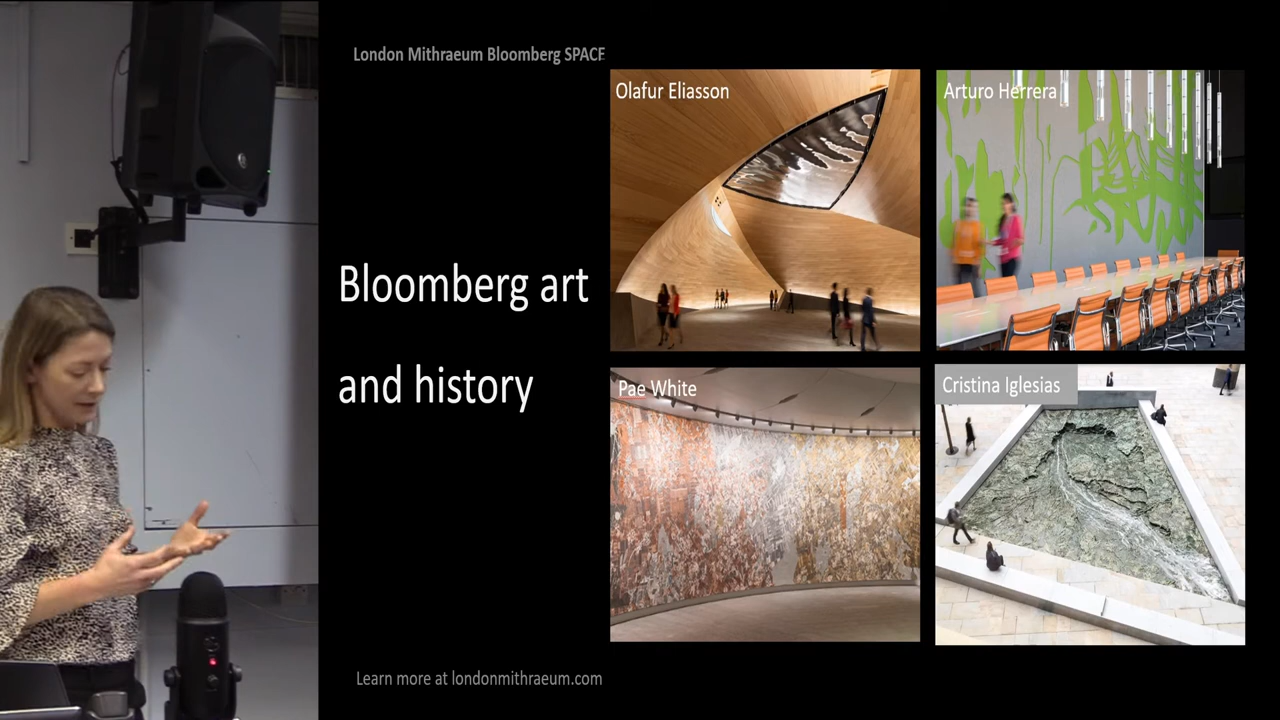 London Mithraeum Bloomberg SPACE
Olafur Eliasson
Arturo Herrera
Bloomberg art
and history
Pae White
Cristina Iglesias
Learn more at londonmithraeum.com